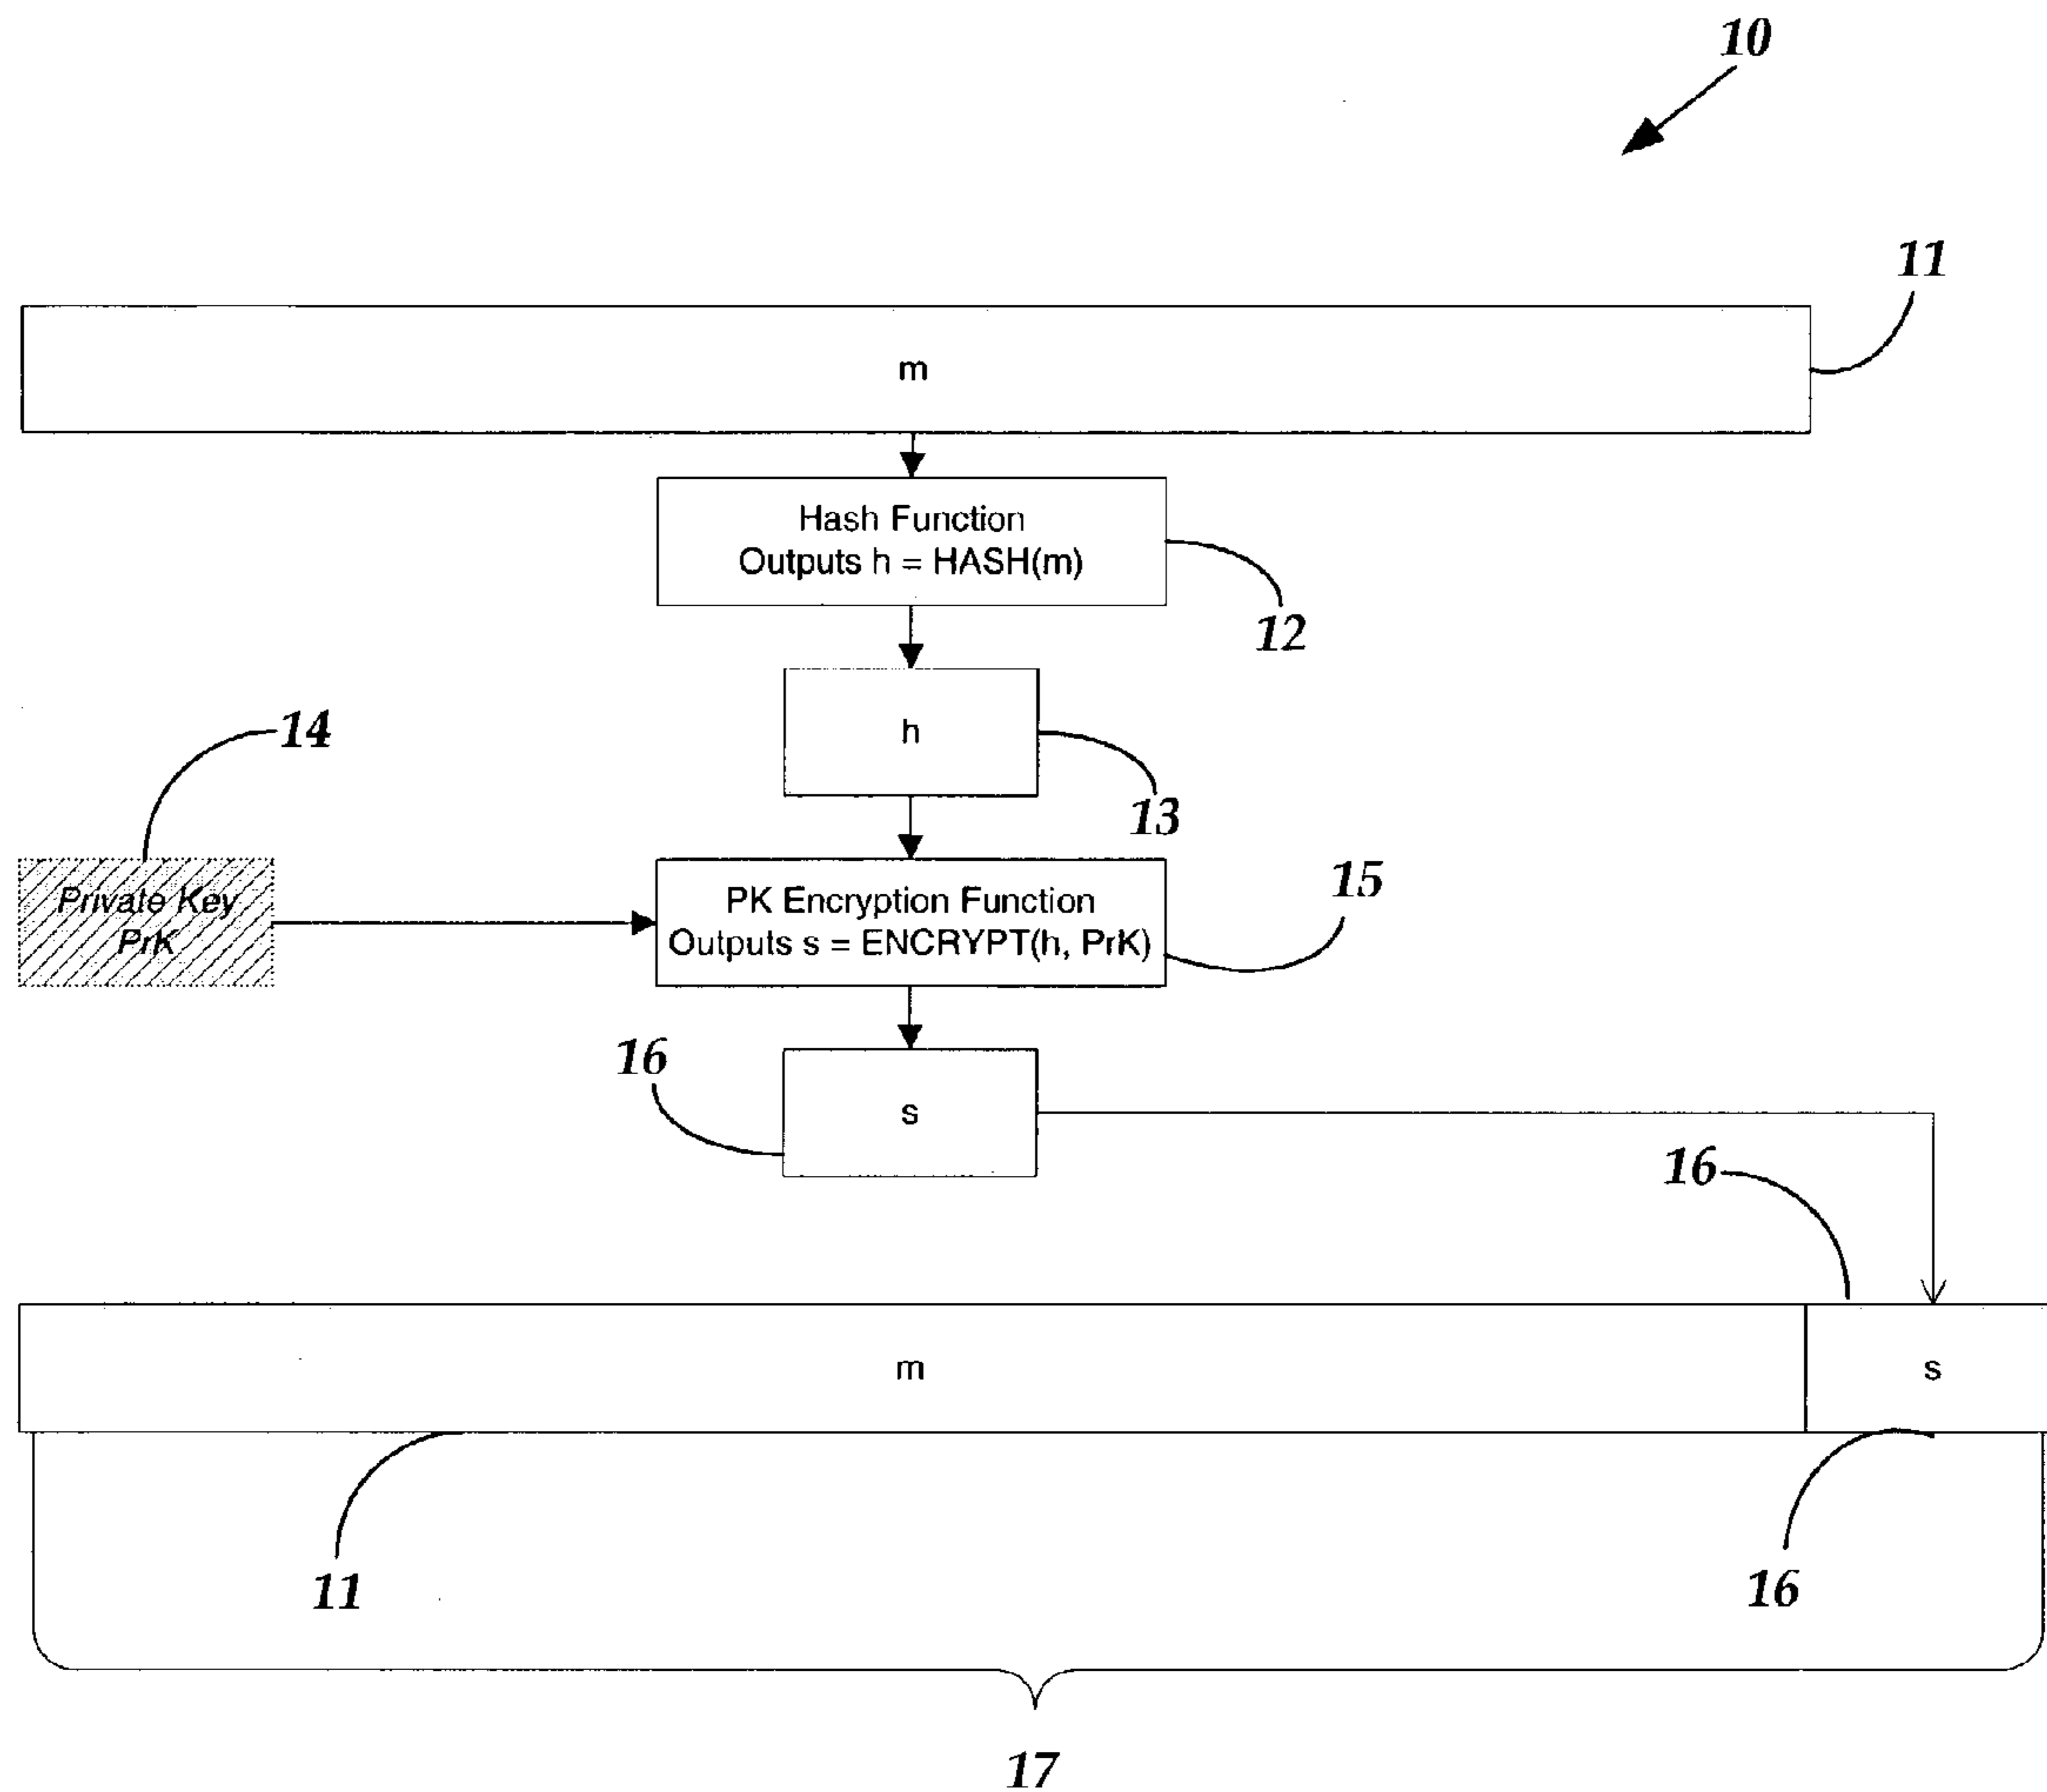 10
11
m
Hash Function
Outputs h = HASH(m)
12
h
14
13
Private Key
PrK
PK Encryption Function
Outputs s = ENCRYPT(h, PrK)
15
16
s
16
m
s
11
16
17